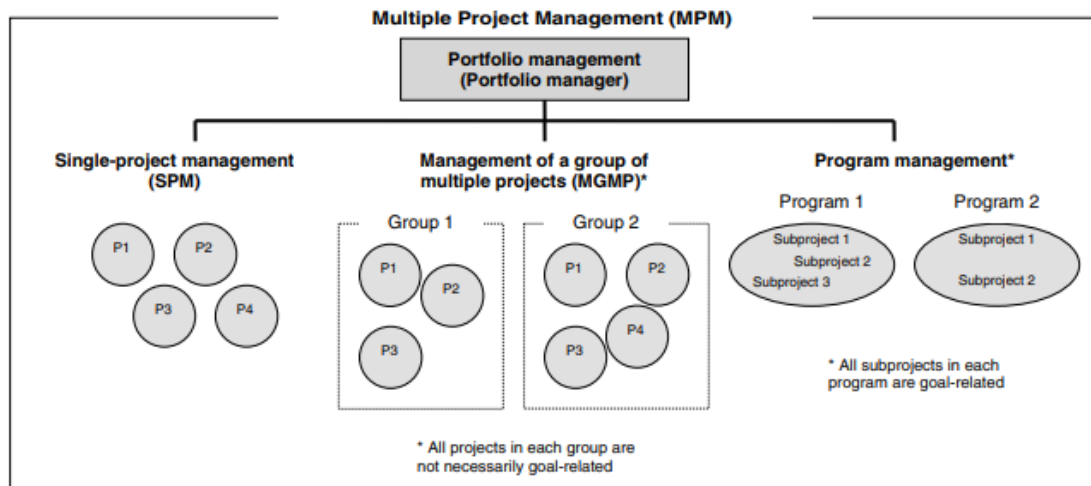 Multiple Project Management (MPM)
Portfolio management
(Portfolio manager)
Single-project management
(SPM)
P1
P2
P3
P4
Management of a group of
multiple projects (MGMP)*
Group 1
P1
P2
P3
Group 2
P1
P2
P4
P3
* All projects in each group are
not necessarily goal-related
Program management*
Program 1
Subproject 1
Subproject 2
Subproject 3
Program 2
Subproject 1
Subproject 2
* All subprojects in each
program are goal-related